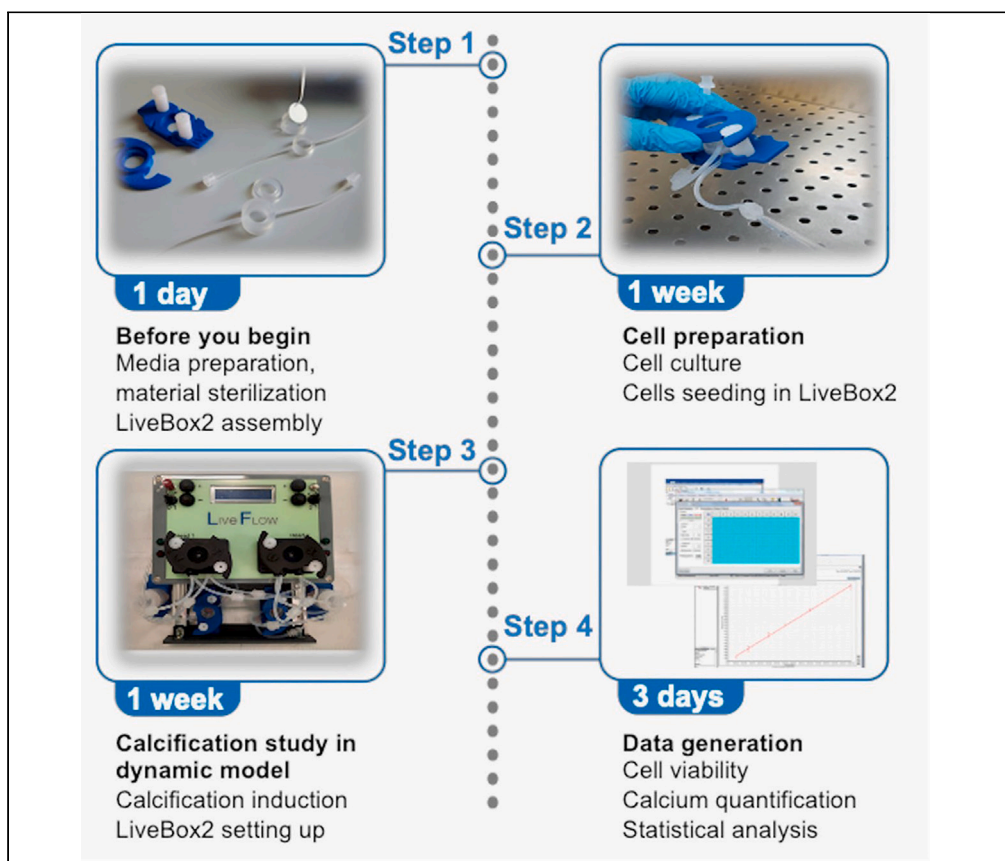 Step 1
1 day
Before you begin
Media preparation,
material sterilization
LiveBox2 assembly
Step 2
1 week
Cell preparation
Cell culture
Cells seeding in LiveBox2
Step 3
LiveFlow
1 week
Calcification study in
dynamic model
Calcification induction
LiveBox2 setting up
Step 4
3 days
Data generation
Cell viability
Calcium quantification
Statistical analysis